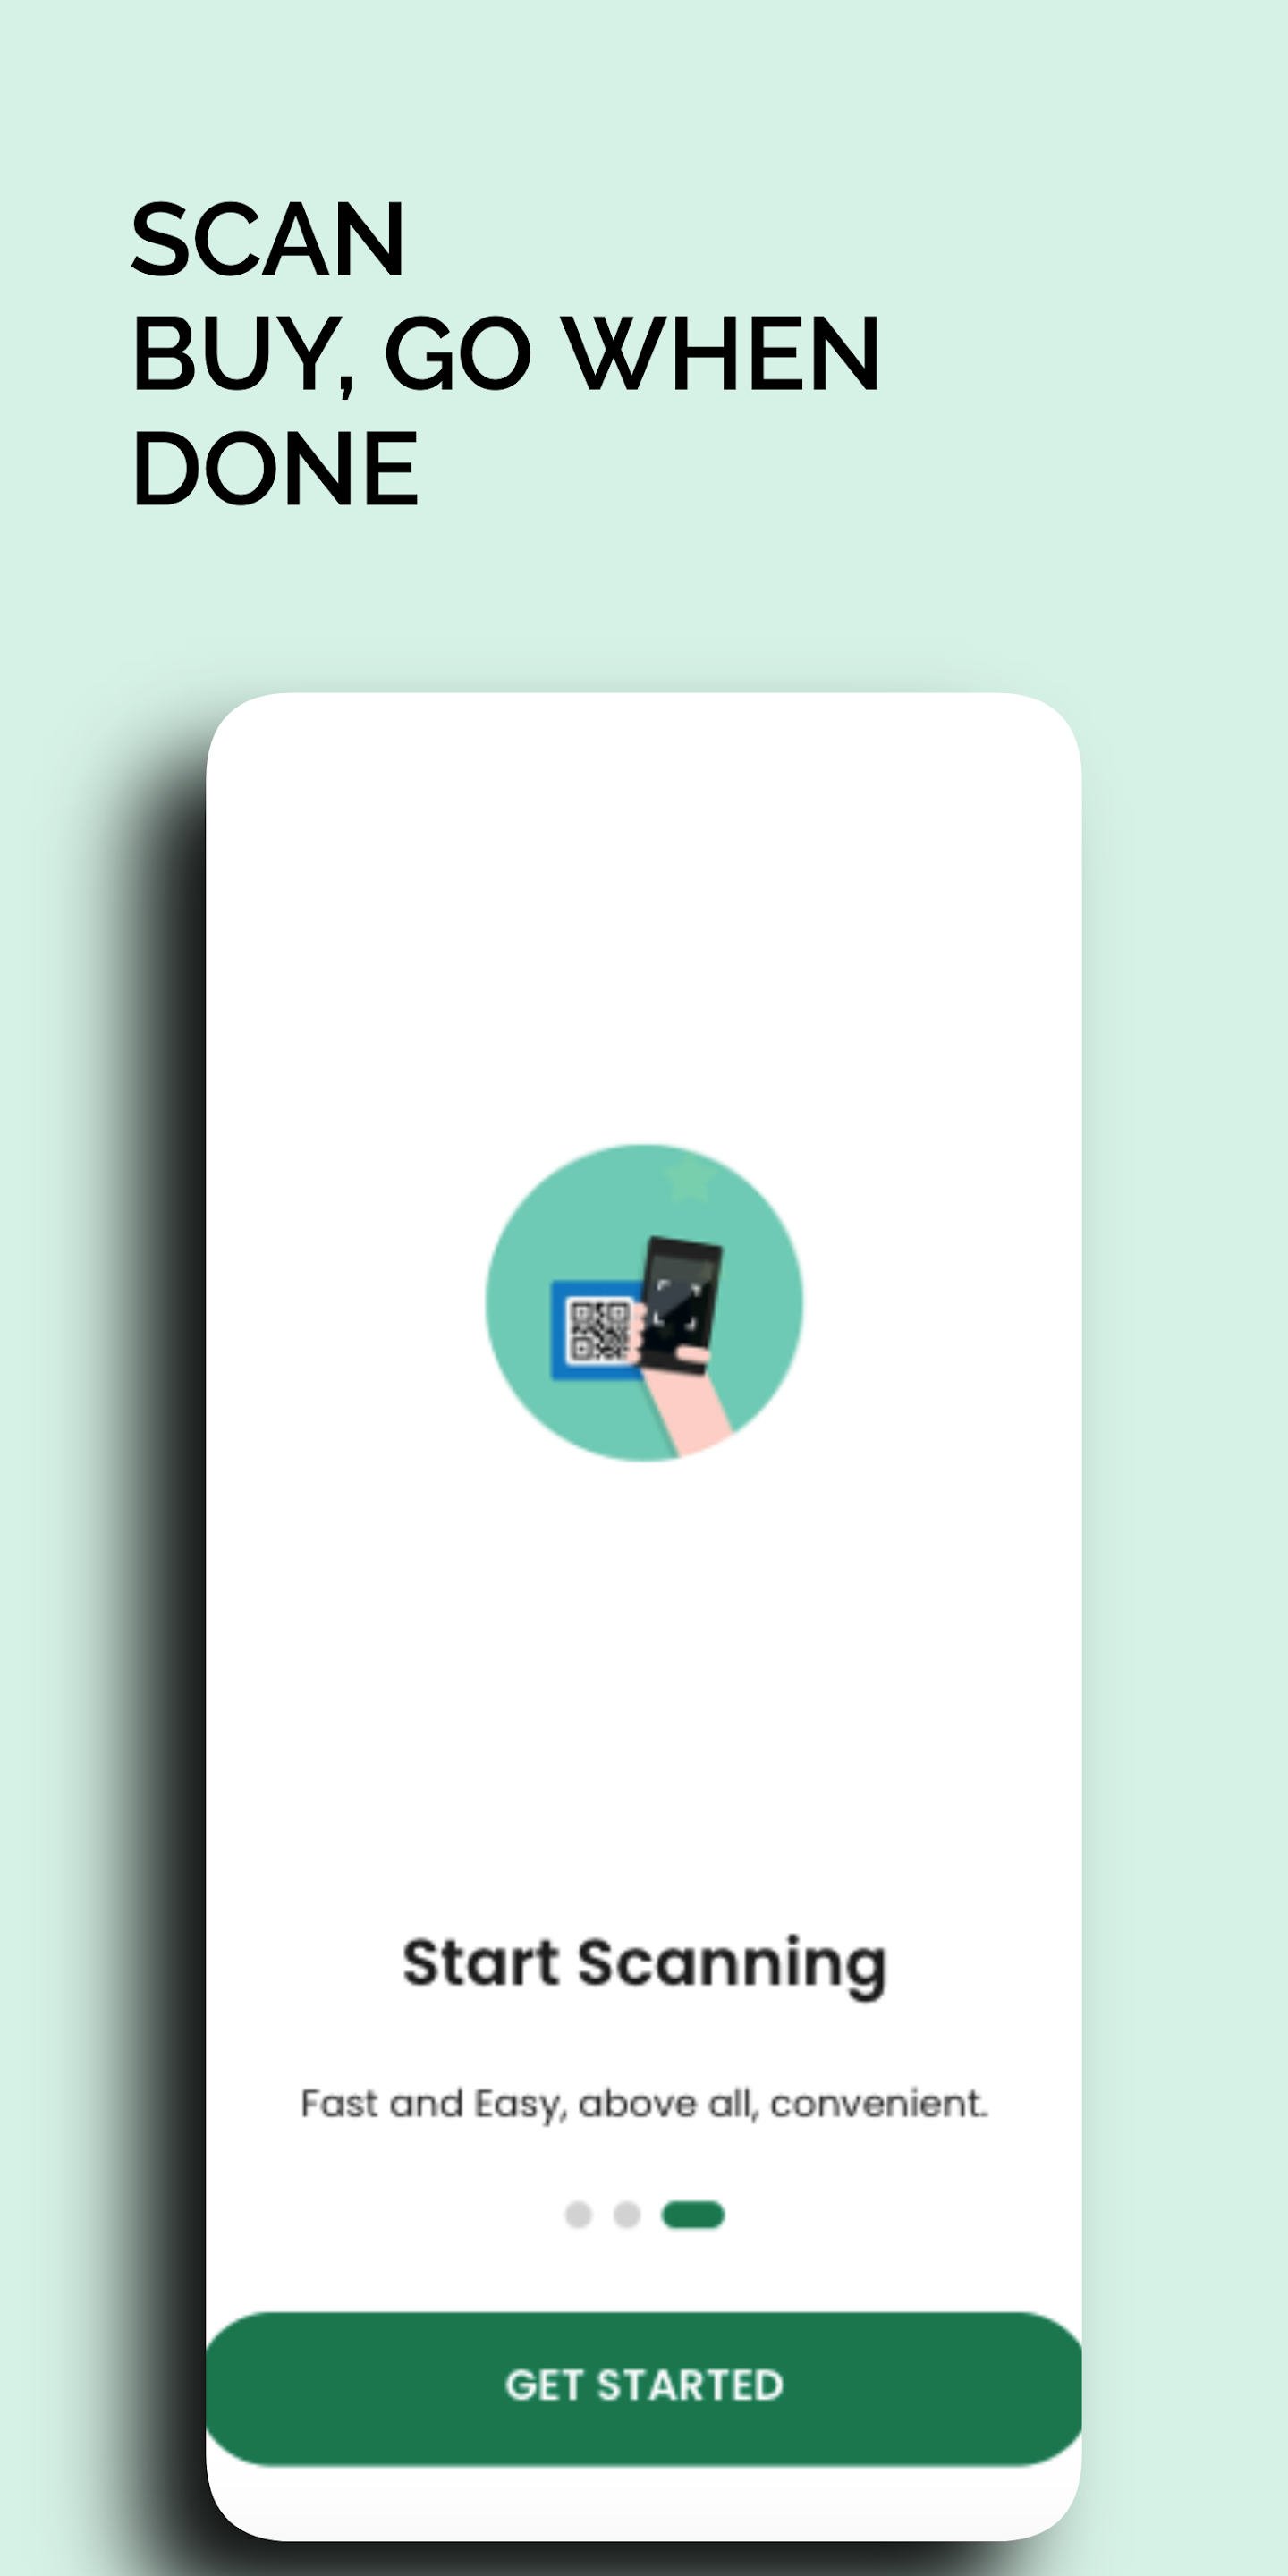 SCAN
BUY, GO WHEN
DONE
Start Scanning
Fast and Easy, above all, convenient.
GET STARTED